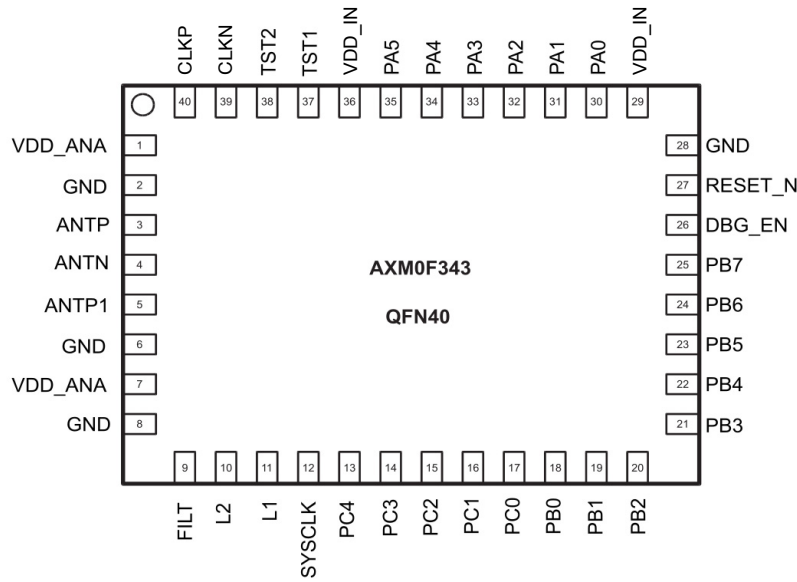 CLKP
CLKN
TST2
TST1
VDD_IN
PA5
PA4
PA3
PA2
PA1
PA0
VDD_IN
40 39 38 37 36 35 34 33 32 31 30 29
VDD_ANA 1
GND 2
ANTP 3
ANTN 4
ANTP1 5
GND 6
VDD_ANA 7
GND 8
AXM0F343
QFN40
28 GND
27 RESET_N
26 DBG_EN
25 PB7
24 PB6
23 PB5
22 PB4
21 PB3
9 10 11 12 13 14 15 16 17 18 19 20
FILT
L2
L1
SYSCLK
PC4
PC3
PC2
PC1
PC0
PB0
PB1
PB2